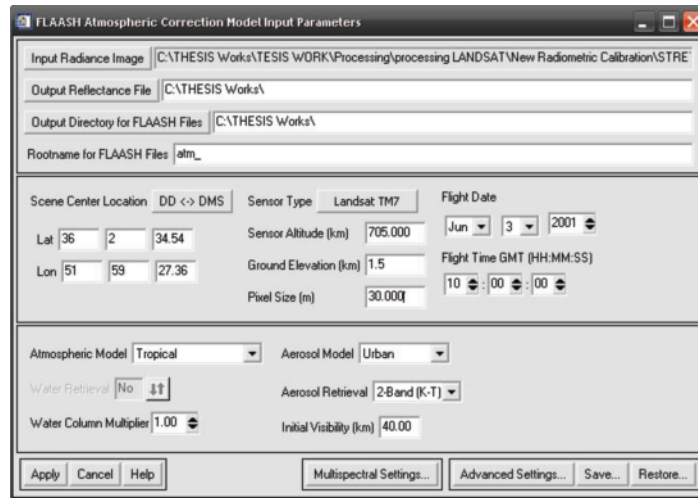 FLAASH Atmospheric Correction Model Input Parameters
Input Radiance Image C:\THESIS Works\TESIS WORK\Processing\processing LANDSAT\New Radiometric Calibration\STRE
Output Reflectance File C:\THESIS Works\
Output Directory for FLAASH Files C:\THESIS Works\
Rootname for FLAASH Files atm_
Scene Center Location DD <-> DMS Sensor Type Landsat TM7 Flight Date
Lat 36 2 34.54 Sensor Altitude (km) 705.000 Jun 3 2001
Lon 51 59 27.36 Ground Elevation (km) 1.5 Flight Time GMT (HH:MM:SS)
Pixel Size (m) 30.000 10 : 00 : 00
Atmospheric Model Tropical Aerosol Model Urban
Water Retrieval No Aerosol Retrieval 2-Band (K-T)
Water Column Multiplier 1.00 Initial Visibility (km) 40.00
Apply Cancel Help Multispectral Settings... Advanced Settings... Save... Restore...